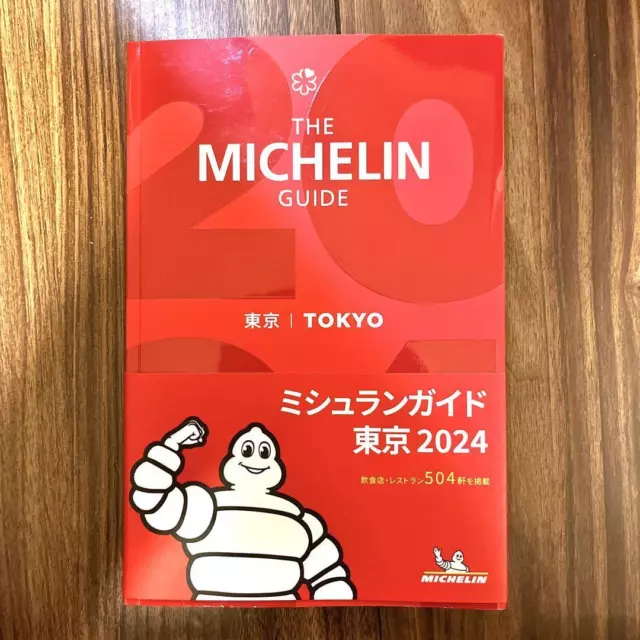 20
THE
MICHELIN
GUIDE
東京 | TOKYO
ミシュランガイド
東京 2024
飲食店・レストラン504軒を掲載
MICHELIN